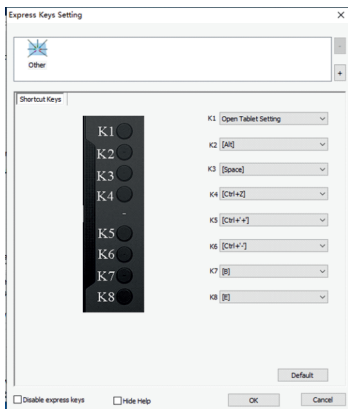 Express Keys Setting
Other
Shortcut Keys
K1
K2
K3
K4
K5
K6
K7
K8
K1 Open Tablet Setting
K2 [Alt]
K3 [Space]
K4 [Ctrl+Z]
K5 [Ctrl+'+']
K6 [Ctrl+'-']
K7 [B]
K8 [E]
Default
Disable express keys Hide Help OK Cancel